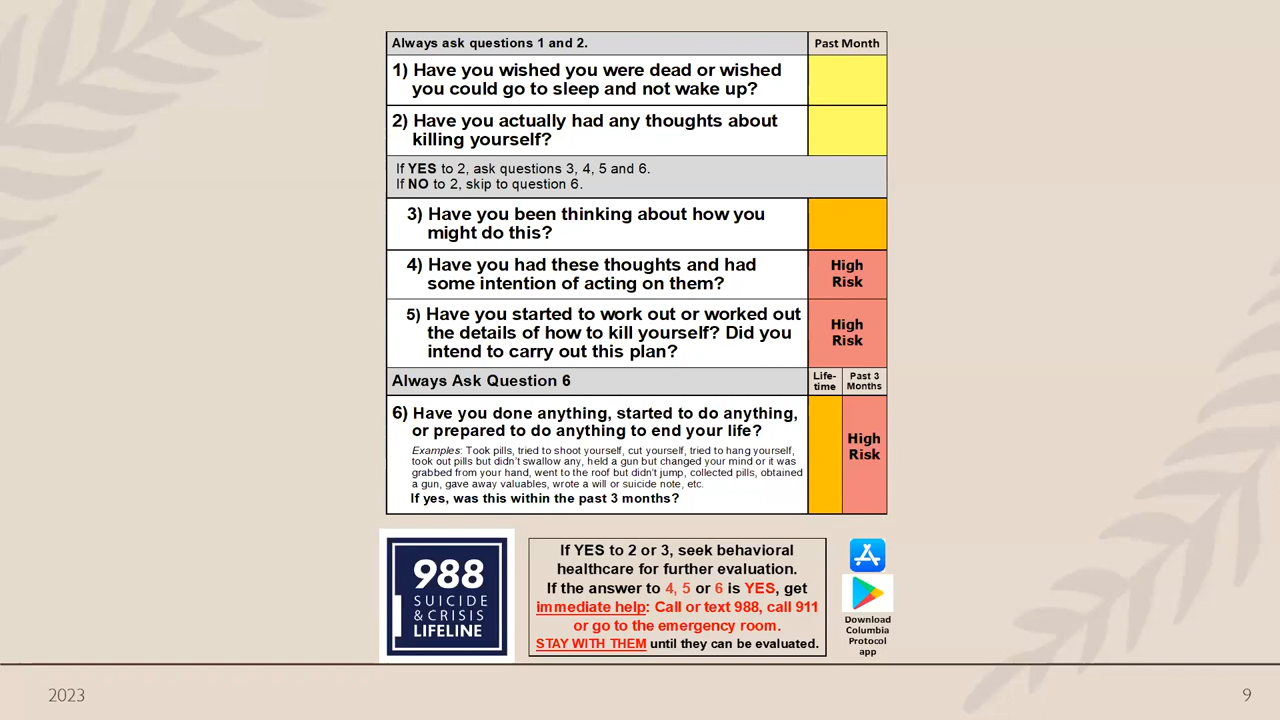 Always ask questions 1 and 2.
Past Month
1) Have you wished you were dead or wished
you could go to sleep and not wake up?
2) Have you actually had any thoughts about
killing yourself?
If YES to 2, ask questions 3, 4, 5 and 6.
If NO to 2, skip to question 6.
3) Have you been thinking about how you
might do this?
4) Have you had these thoughts and had
some intention of acting on them?
High
Risk
5) Have you started to work out or worked out
the details of how to kill yourself? Did you
intend to carry out this plan?
High
Risk
Always Ask Question 6
Life-
time
Past 3
Months
6) Have you done anything, started to do anything,
or prepared to do anything to end your life?
Examples: Took pills, tried to shoot yourself, cut yourself, tried to hang yourself,
took out pills but didn't swallow any, held a gun but changed your mind or it was
grabbed from your hand, went to the roof but didn't jump, collected pills, obtained
a gun, gave away valuables, wrote a will or suicide note, etc.
If yes, was this within the past 3 months?
High
Risk
988
SUICIDE
& CRISIS
LIFELINE
If YES to 2 or 3, seek behavioral
healthcare for further evaluation.
If the answer to 4, 5 or 6 is YES, get
immediate help: Call or text 988, call 911
or go to the emergency room.
STAY WITH THEM until they can be evaluated.
Download
Columbia
Protocol
app
2023
9